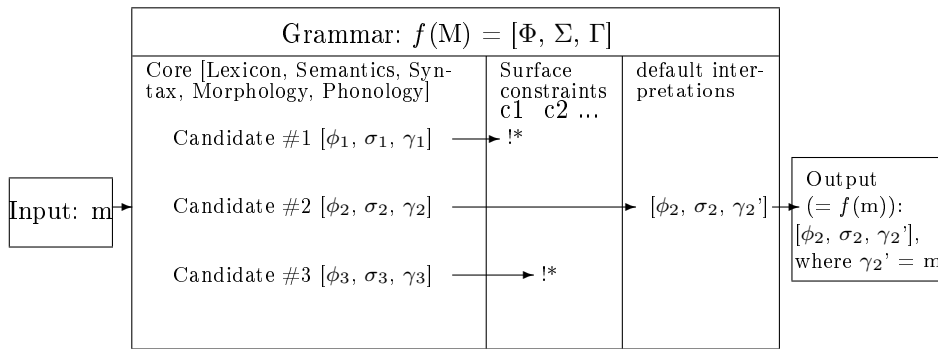 Grammar: f(M) = [Φ, Σ, Γ]
Core [Lexicon, Semantics, Syn-
tax, Morphology, Phonology]
Surface
constraints
c1 c2 ...
default inter-
pretations
Candidate #1 [ϕ1, σ1, γ1]
!*
Input: m
Candidate #2 [ϕ2, σ2, γ2]
[ϕ2, σ2, γ2']
Candidate #3 [ϕ3, σ3, γ3]
!*
Output
(= f(m)):
[ϕ2, σ2, γ2'],
where γ2' = m